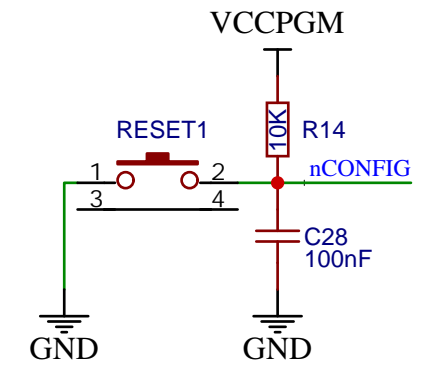 VCCPGM
RESET1
10K
R14
1
2
nCONFIG
3
4
C28
100nF
GND
GND